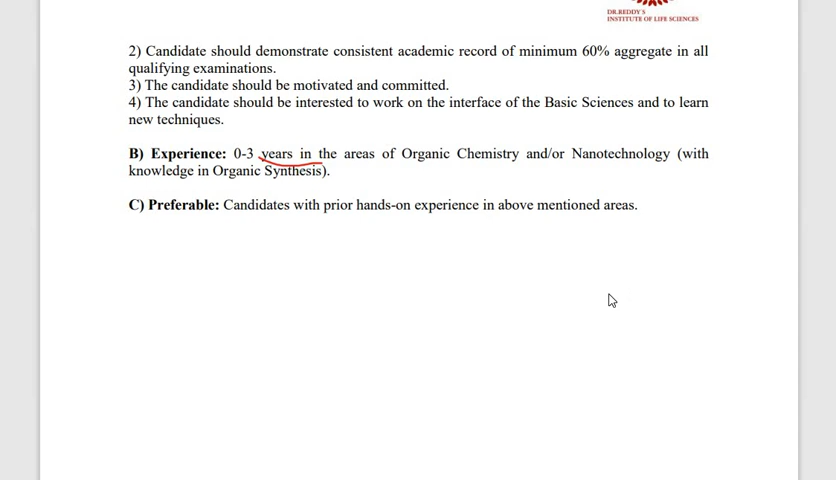 DR.REDDY'S
INSTITUTE OF LIFE SCIENCES
2) Candidate should demonstrate consistent academic record of minimum 60% aggregate in all
qualifying examinations.
3) The candidate should be motivated and committed.
4) The candidate should be interested to work on the interface of the Basic Sciences and to learn
new techniques.
B) Experience: 0-3 years in the areas of Organic Chemistry and/or Nanotechnology (with
knowledge in Organic Synthesis).
C) Preferable: Candidates with prior hands-on experience in above mentioned areas.